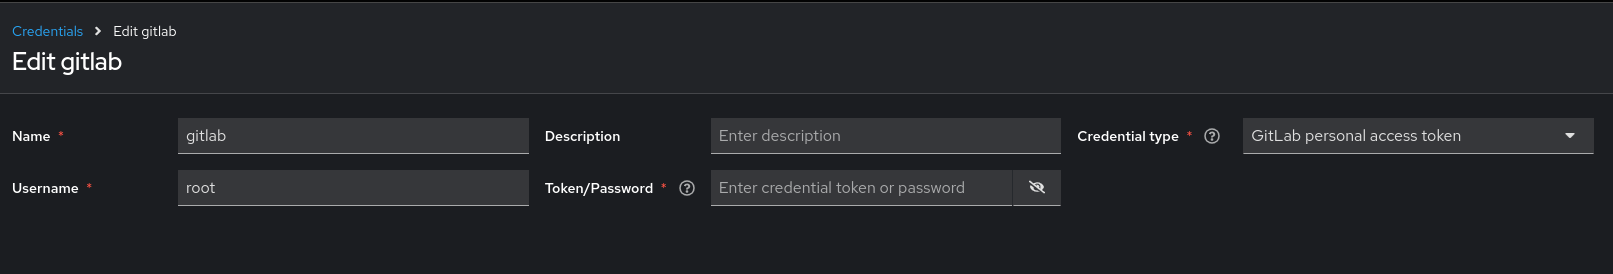 Credentials > Edit gitlab
Edit gitlab
Name * gitlab Description Enter description Credential type * GitLab personal access token
Username * root Token/Password * Enter credential token or password